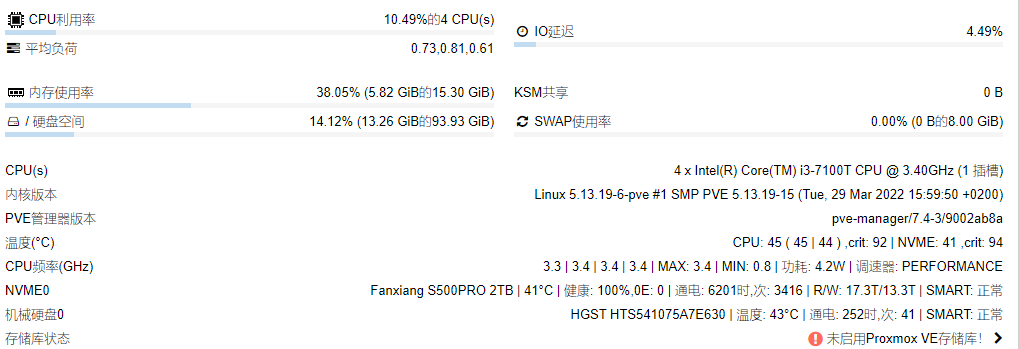 CPU利用率 10.49%的4 CPU(s)
IO延迟 4.49%
平均负荷 0.73,0.81,0.61
内存使用率 38.05% (5.82 GiB的15.30 GiB)
KSM共享 0 B
/ 硬盘空间 14.12% (13.26 GiB的93.93 GiB)
SWAP使用率 0.00% (0 B的8.00 GiB)
CPU(s) 4 x Intel(R) Core(TM) i3-7100T CPU @ 3.40GHz (1 插槽)
内核版本 Linux 5.13.19-6-pve #1 SMP PVE 5.13.19-15 (Tue, 29 Mar 2022 15:59:50 +0200)
PVE管理器版本 pve-manager/7.4-3/9002ab8a
温度(°C) CPU: 45 ( 45 | 44 ) ,crit: 92 | NVME: 41 ,crit: 94
CPU频率(GHz) 3.3 | 3.4 | 3.4 | 3.4 | MAX: 3.4 | MIN: 0.8 | 功耗: 4.2W | 调速器: PERFORMANCE
NVME0 Fanxiang S500PRO 2TB | 41°C | 健康: 100%,0E: 0 | 通电: 6201时,次: 3416 | R/W: 17.3T/13.3T | SMART: 正常
机械硬盘0 HGST HTS541075A7E630 | 温度: 43°C | 通电: 252时,次: 41 | SMART: 正常
存储库状态 未启用Proxmox VE存储库!